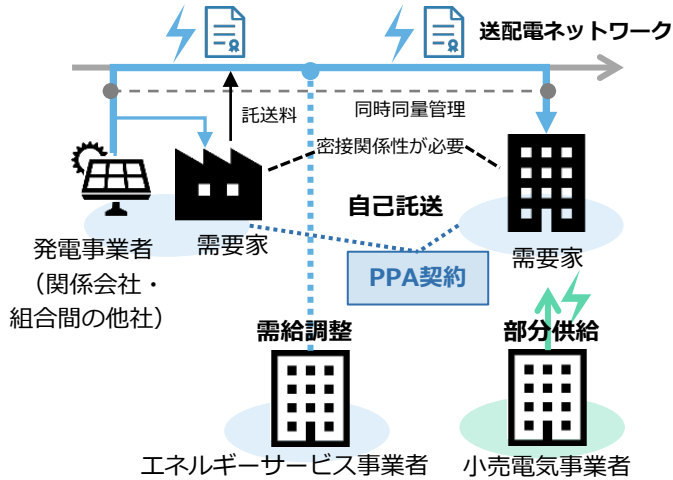 送配電ネットワーク
託送料
同時同量管理
密接関係性が必要
自己託送
発電事業者
（関係会社・
組合間の他社）
需要家
需要家
PPA契約
需給調整
部分供給
エネルギーサービス事業者
小売電気事業者